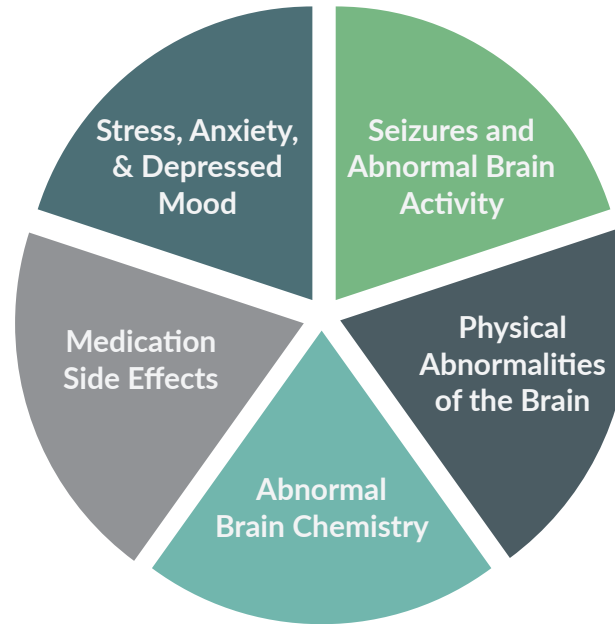 Stress, Anxiety,
& Depressed
Mood
Seizures and
Abnormal Brain
Activity
Medication
Side Effects
Physical
Abnormalities
of the Brain
Abnormal
Brain Chemistry